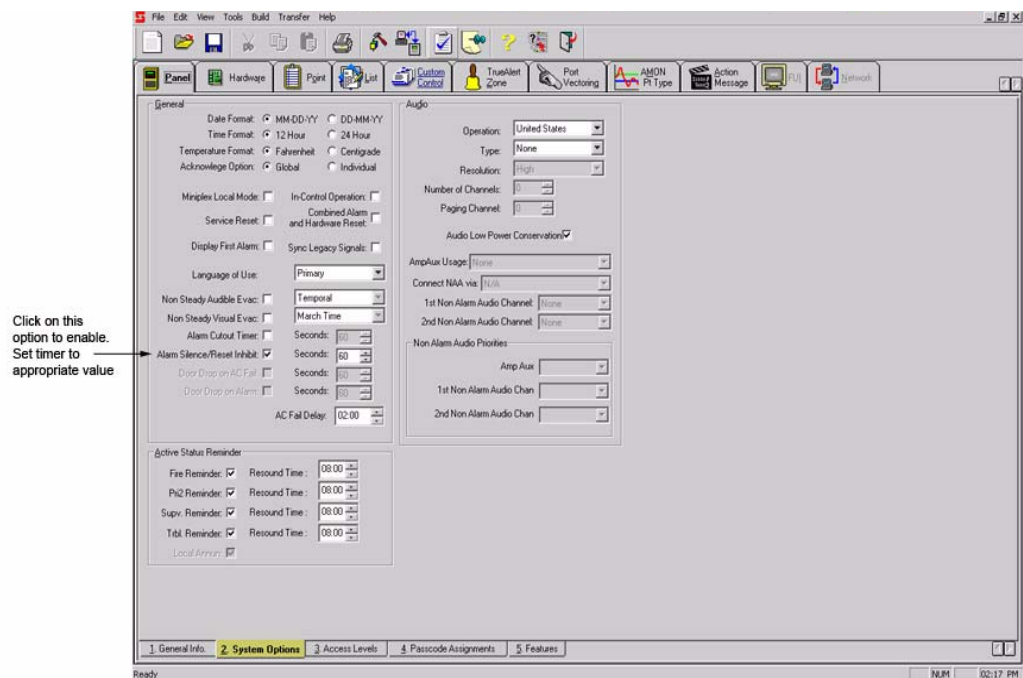 File Edit View Tools Build Transfer Help
Panel Hardware Point List Custom Control TrueAlert Zone Port Vectoring AMON Pt Type Action Message FUI Network
General
Date Format: MM-DD-YY DD-MM-YY
Time Format: 12 Hour 24 Hour
Temperature Format: Fahrenheit Centigrade
Acknowlege Option: Global Individual
Miniplex Local Mode: In-Control Operation:
Service Reset: Combined Alarm and Hardware Reset:
Display First Alarm: Sync Legacy Signals:
Language of Use: Primary
Non Steady Audible Evac: Temporal
Non Steady Visual Evac: March Time
Alarm Cutout Timer: Seconds: 60
Alarm Silence/Reset Inhibit: Seconds: 60
Door Drop on AC Fail: Seconds: 60
Door Drop on Alarm: Seconds: 60
AC Fail Delay: 02:00
Click on this
option to enable.
Set timer to
appropriate value
Active Status Reminder
Fire Reminder: Resound Time : 08:00
Pri2 Reminder: Resound Time : 08:00
Supv. Reminder: Resound Time : 08:00
Trbl. Reminder: Resound Time : 08:00
Local Annun:
Audio
Operation: United States
Type: None
Resolution: High
Number of Channels: 0
Paging Channel: 0
Audio Low Power Conservation
AmpAux Usage: None
Connect NAA via: N/A
1st Non Alarm Audio Channel: None
2nd Non Alarm Audio Channel: None
Non Alarm Audio Priorities
Amp Aux
1st Non Alarm Audio Chan
2nd Non Alarm Audio Chan
1. General Info. 2. System Options 3. Access Levels 4. Passcode Assignments 5. Features
Ready NUM 02:17 PM